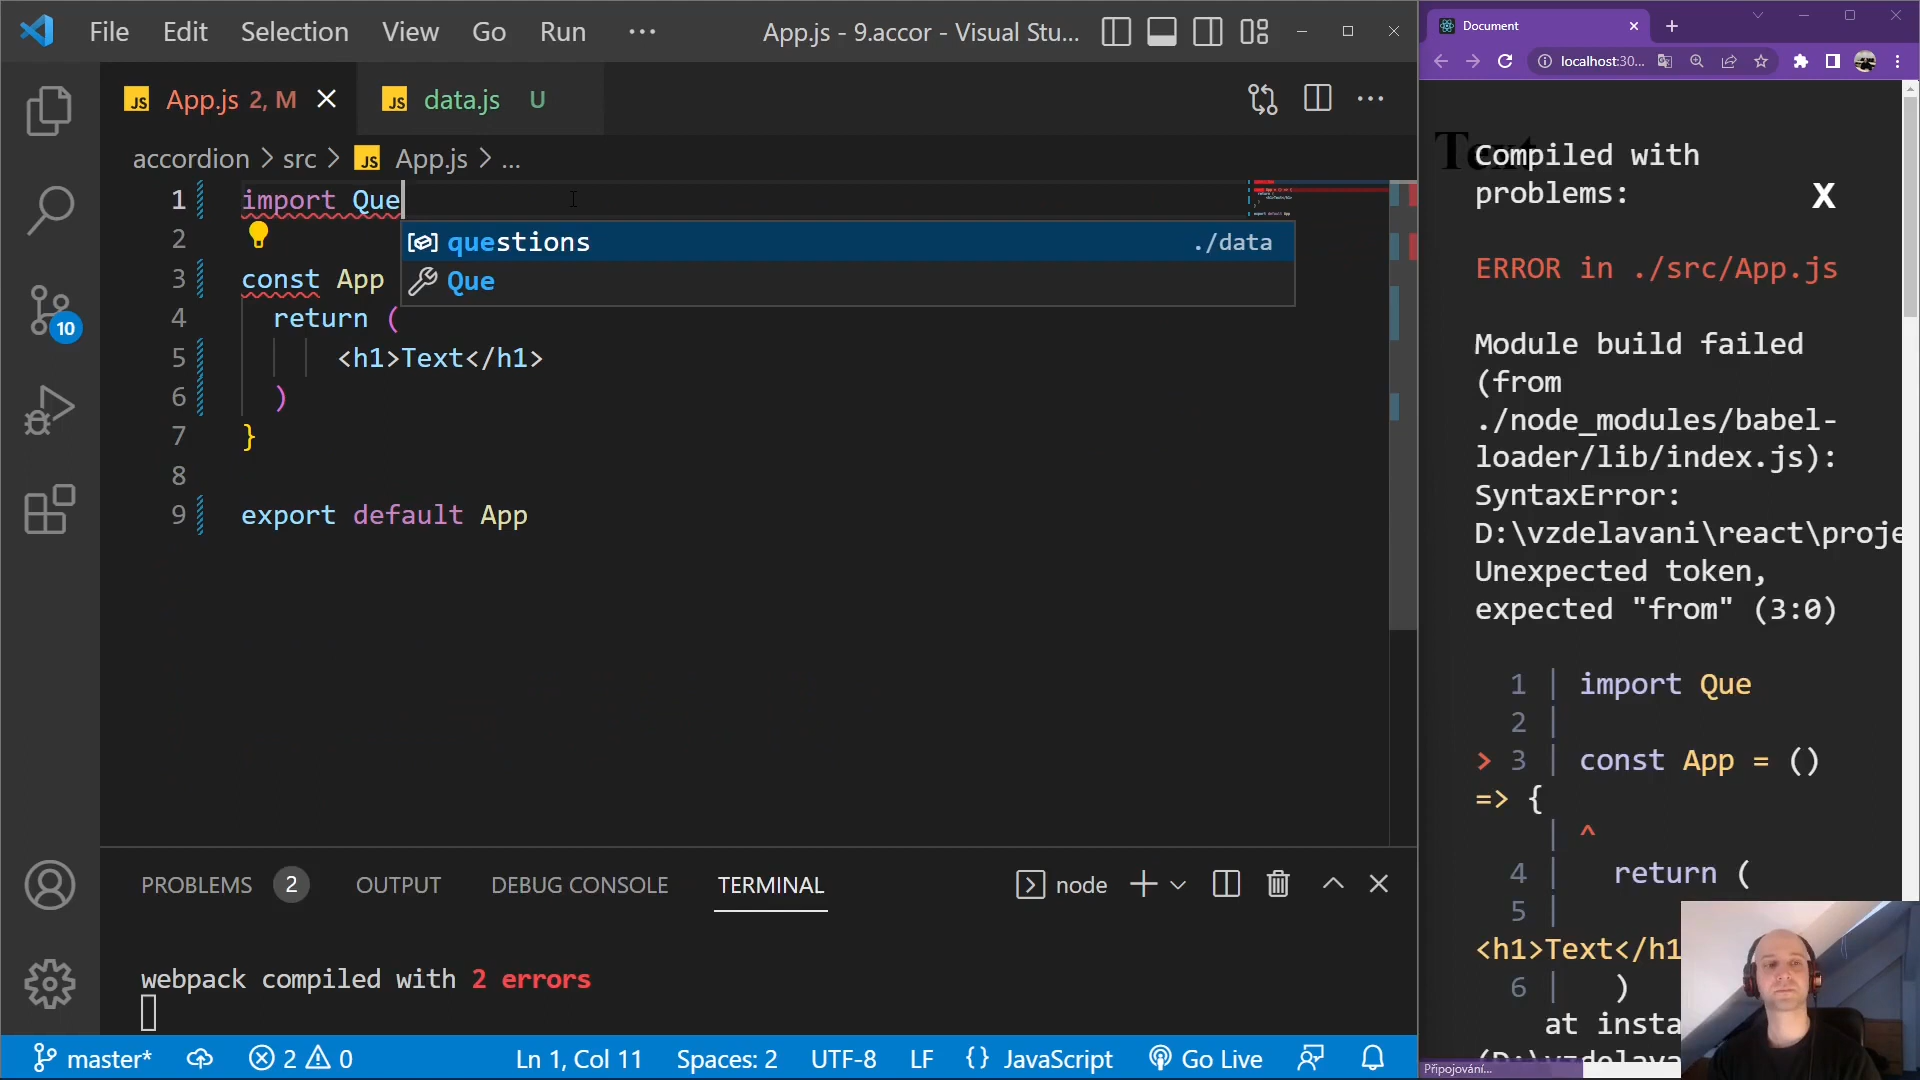 File Edit Selection View Go Run ··· App.js - 9.accor - Visual Stu...
JS App.js 2, M JS data.js U
accordion > src > JS App.js > ...
1 import Que
questions ./data
2
Que
3 const App
4 return (
5 <h1>Text</h1>
6 )
7 }
8
9 export default App
10
PROBLEMS 2 OUTPUT DEBUG CONSOLE TERMINAL node
webpack compiled with 2 errors
master* 2 0 Ln 1, Col 11 Spaces: 2 UTF-8 LF {} JavaScript Go Live
Document
localhost:30...
Text
Compiled with
problems: X
ERROR in ./src/App.js
Module build failed
(from
./node_modules/babel-
loader/lib/index.js):
SyntaxError:
D:\vzdelavani\react\proje
Unexpected token,
expected "from" (3:0)
1 | import Que
2 |
> 3 | const App = ()
=> {
| ^
4 | return (
5 |
<h1>Text</h1
6 | )
at insta
(D:\vzdelava
Připojování...